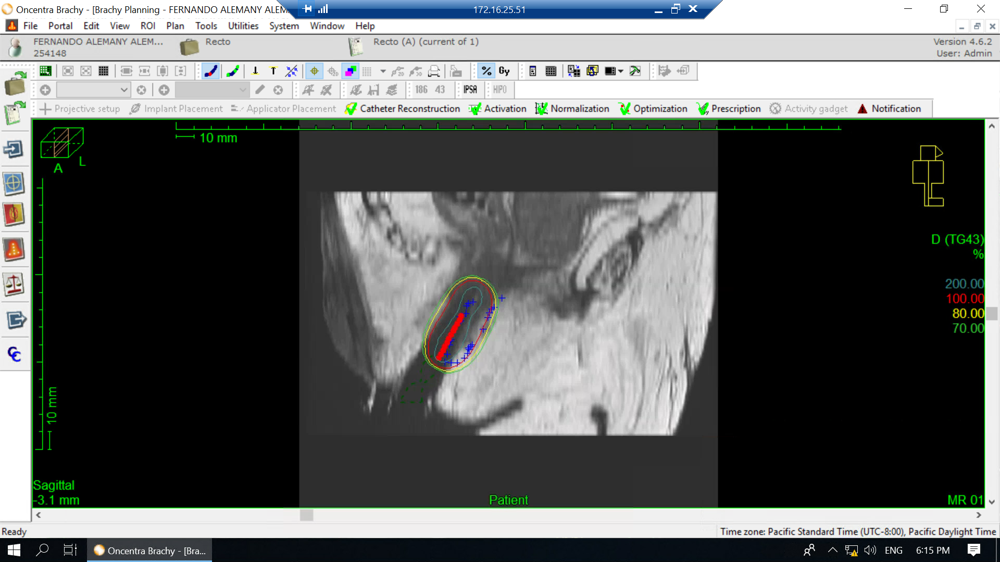 Oncentra Brachy - [Brachy Planning - FERNANDO ALEMANY ALEM...
172.16.25.51
File Portal Edit View ROI Plan Tools Utilities System Window Help
FERNANDO ALEMANY ALEM...
254148
Recto
Recto (A) (current of 1)
Version 4.6.2
User: Admin
% Gy
186 43 IPSA HIPO
Projective setup Implant Placement Applicator Placement Catheter Reconstruction Activation Normalization Optimization Prescription Activity gadget Notification
10 mm
A L
D (TG43)
%
200.00
100.00
80.00
70.00
10 mm
Sagittal
-3.1 mm
Patient
MR 01
Ready
Time zone: Pacific Standard Time (UTC-8:00), Pacific Daylight Time
Oncentra Brachy - [Bra...
ENG
6:15 PM